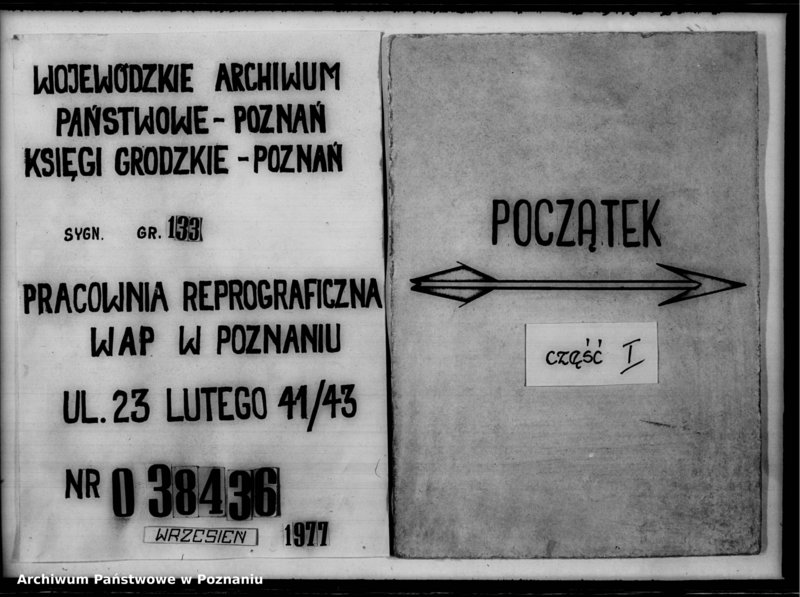 WOJEWÓDZKIE ARCHIWUM
PAŃSTWOWE - POZNAŃ
KSIĘGI GRODZKIE - POZNAŃ
SYGN. GR. 133
PRACOWNIA REPROGRAFICZNA
WAP W POZNANIU
UL. 23 LUTEGO 41/43
NR 0 38436
WRZESIEŃ 1977
POCZĄTEK
część I
Archiwum Państwowe w Poznaniu